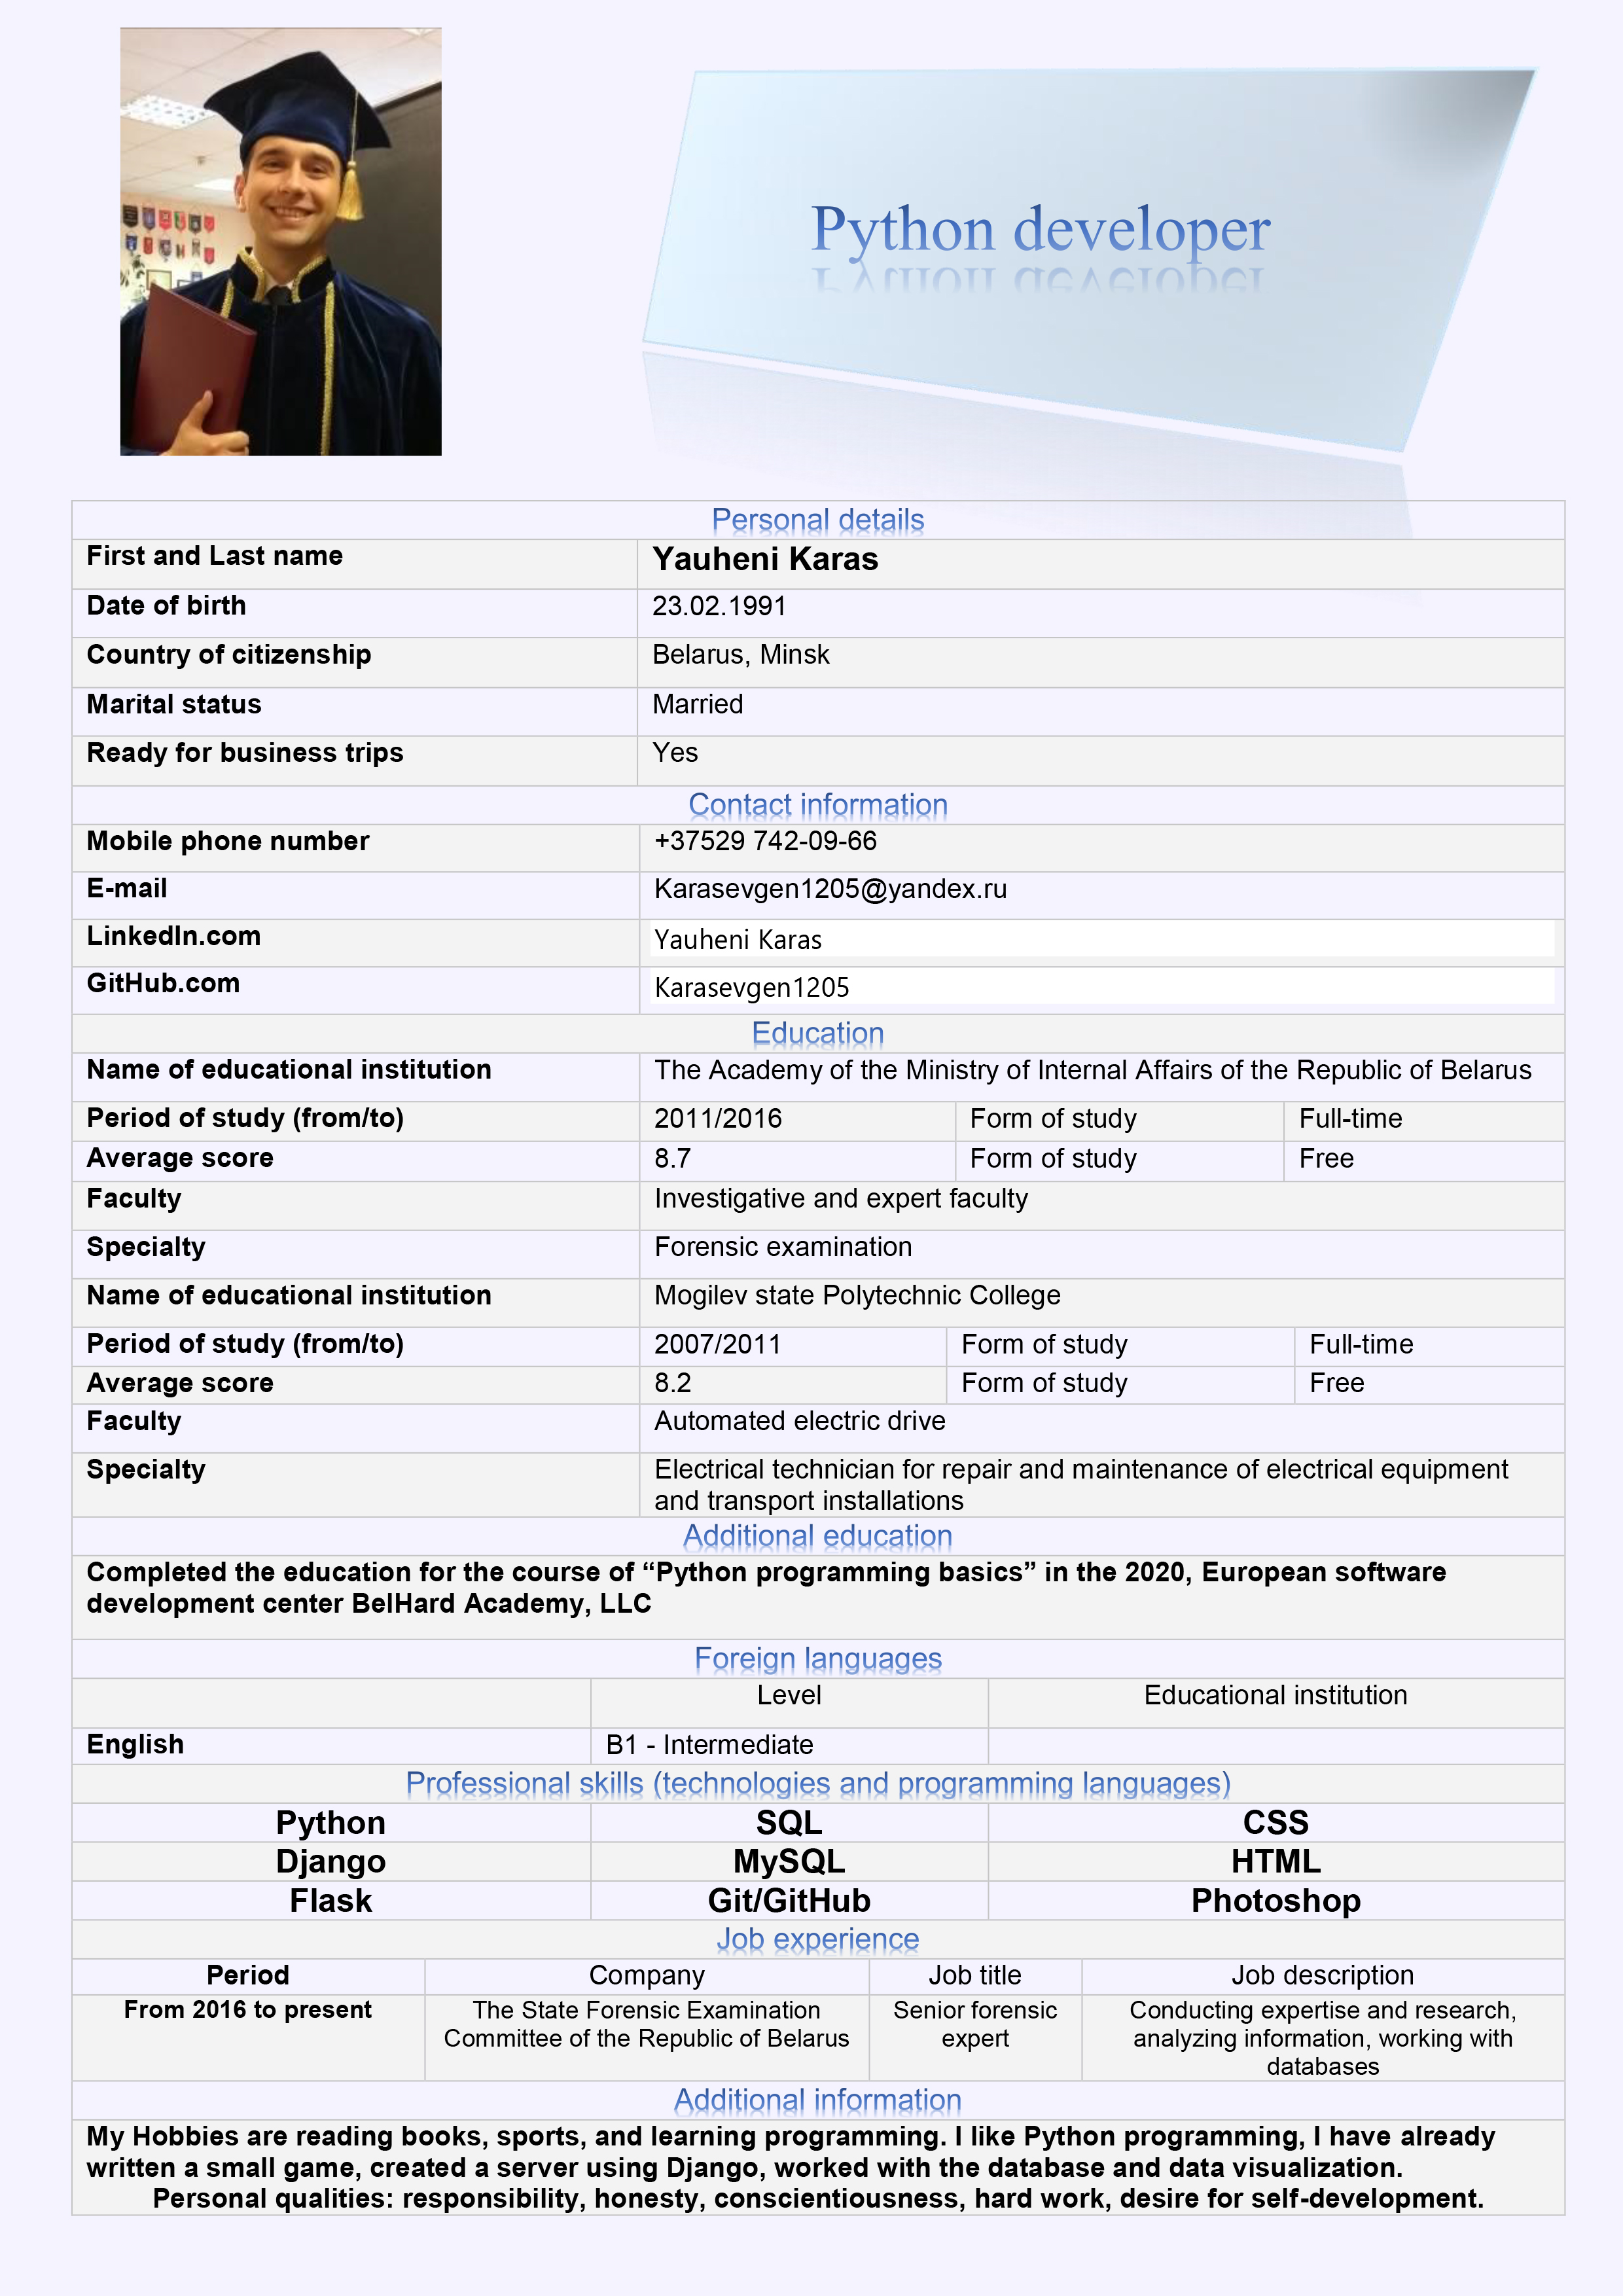 Python developer
Personal details
First and Last name Yauheni Karas
Date of birth 23.02.1991
Country of citizenship Belarus, Minsk
Marital status Married
Ready for business trips Yes
Contact information
Mobile phone number +37529 742-09-66
E-mail Karasevgen1205@yandex.ru
LinkedIn.com Yauheni Karas
GitHub.com Karasevgen1205
Education
Name of educational institution The Academy of the Ministry of Internal Affairs of the Republic of Belarus
Period of study (from/to) 2011/2016 Form of study Full-time
Average score 8.7 Form of study Free
Faculty Investigative and expert faculty
Specialty Forensic examination
Name of educational institution Mogilev state Polytechnic College
Period of study (from/to) 2007/2011 Form of study Full-time
Average score 8.2 Form of study Free
Faculty Automated electric drive
Specialty Electrical technician for repair and maintenance of electrical equipment
and transport installations
Additional education
Completed the education for the course of “Python programming basics” in the 2020, European software
development center BelHard Academy, LLC
Foreign languages
Level Educational institution
English B1 - Intermediate
Professional skills (technologies and programming languages)
Python SQL CSS
Django MySQL HTML
Flask Git/GitHub Photoshop
Job experience
Period Company Job title Job description
From 2016 to present The State Forensic Examination Senior forensic Conducting expertise and research,
Committee of the Republic of Belarus expert analyzing information, working with
databases
Additional information
My Hobbies are reading books, sports, and learning programming. I like Python programming, I have already
written a small game, created a server using Django, worked with the database and data visualization.
Personal qualities: responsibility, honesty, conscientiousness, hard work, desire for self-development.